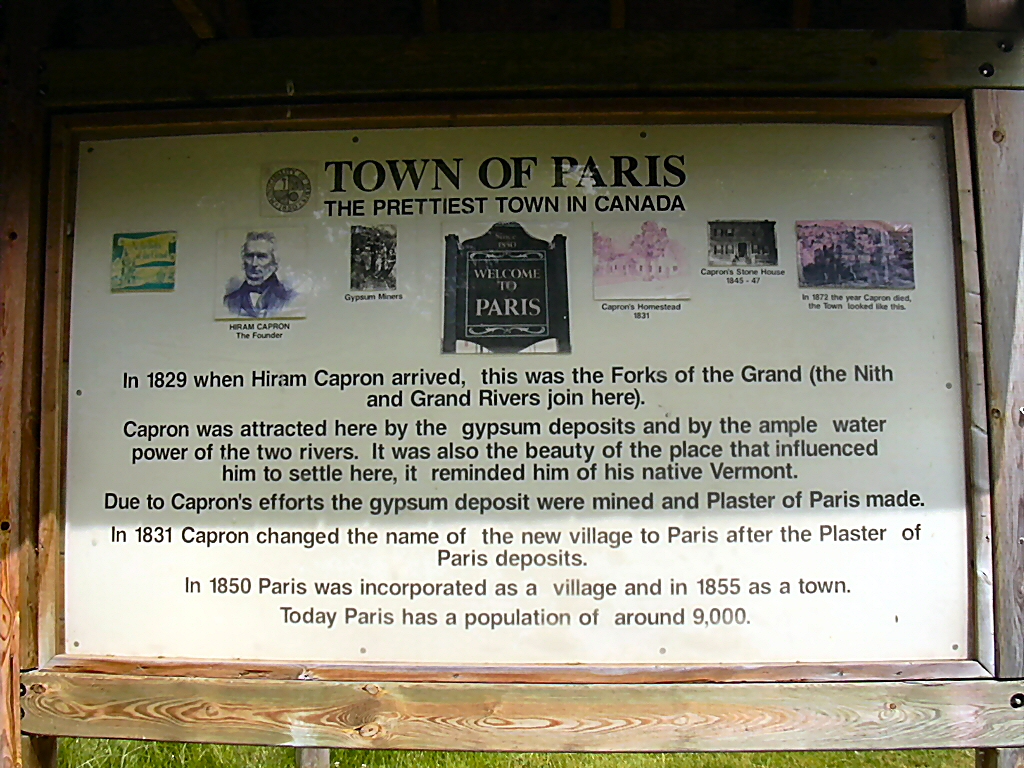 TOWN OF PARIS
THE PRETTIEST TOWN IN CANADA
Since
1850
WELCOME
TO
PARIS
HIRAM CAPRON
The Founder
Gypsum Miners
Capron's Homestead
1831
Capron's Stone House
1845 - 47
In 1872 the year Capron died,
the Town looked like this.
In 1829 when Hiram Capron arrived, this was the Forks of the Grand (the Nith
and Grand Rivers join here).
Capron was attracted here by the gypsum deposits and by the ample water
power of the two rivers. It was also the beauty of the place that influenced
him to settle here, it reminded him of his native Vermont.
Due to Capron's efforts the gypsum deposit were mined and Plaster of Paris made.
In 1831 Capron changed the name of the new village to Paris after the Plaster of
Paris deposits.
In 1850 Paris was incorporated as a village and in 1855 as a town.
Today Paris has a population of around 9,000.